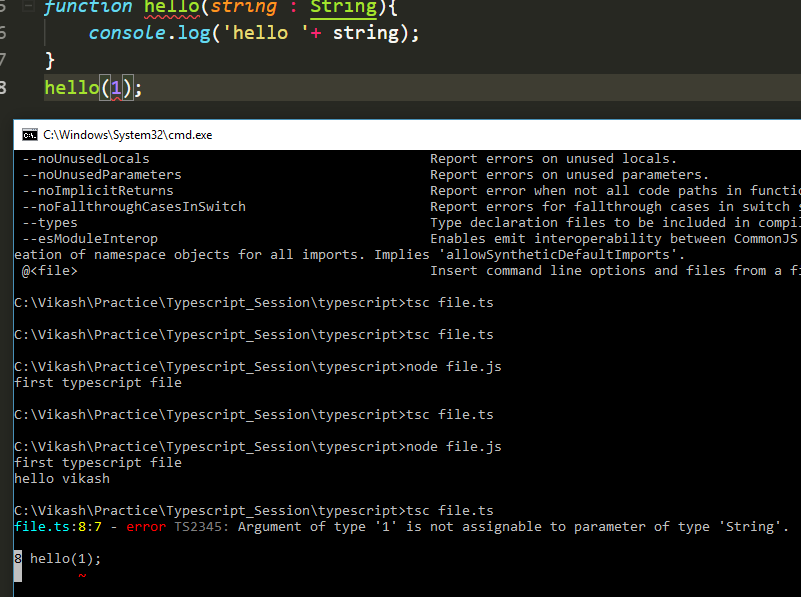 5 function hello(string : String){
6 console.log('hello '+ string);
7 }
8 hello(1);
C:\Windows\System32\cmd.exe
--noUnusedLocals Report errors on unused locals.
--noUnusedParameters Report errors on unused parameters.
--noImplicitReturns Report error when not all code paths in functio
--noFallthroughCasesInSwitch Report errors for fallthrough cases in switch s
--types Type declaration files to be included in compil
--esModuleInterop Enables emit interoperability between CommonJS
eation of namespace objects for all imports. Implies 'allowSyntheticDefaultImports'.
@<file> Insert command line options and files from a fi
C:\Vikash\Practice\Typescript_Session\typescript>tsc file.ts
C:\Vikash\Practice\Typescript_Session\typescript>tsc file.ts
C:\Vikash\Practice\Typescript_Session\typescript>node file.js
first typescript file
C:\Vikash\Practice\Typescript_Session\typescript>tsc file.ts
C:\Vikash\Practice\Typescript_Session\typescript>node file.js
first typescript file
hello vikash
C:\Vikash\Practice\Typescript_Session\typescript>tsc file.ts
file.ts:8:7 - error TS2345: Argument of type '1' is not assignable to parameter of type 'String'.
8 hello(1);
~